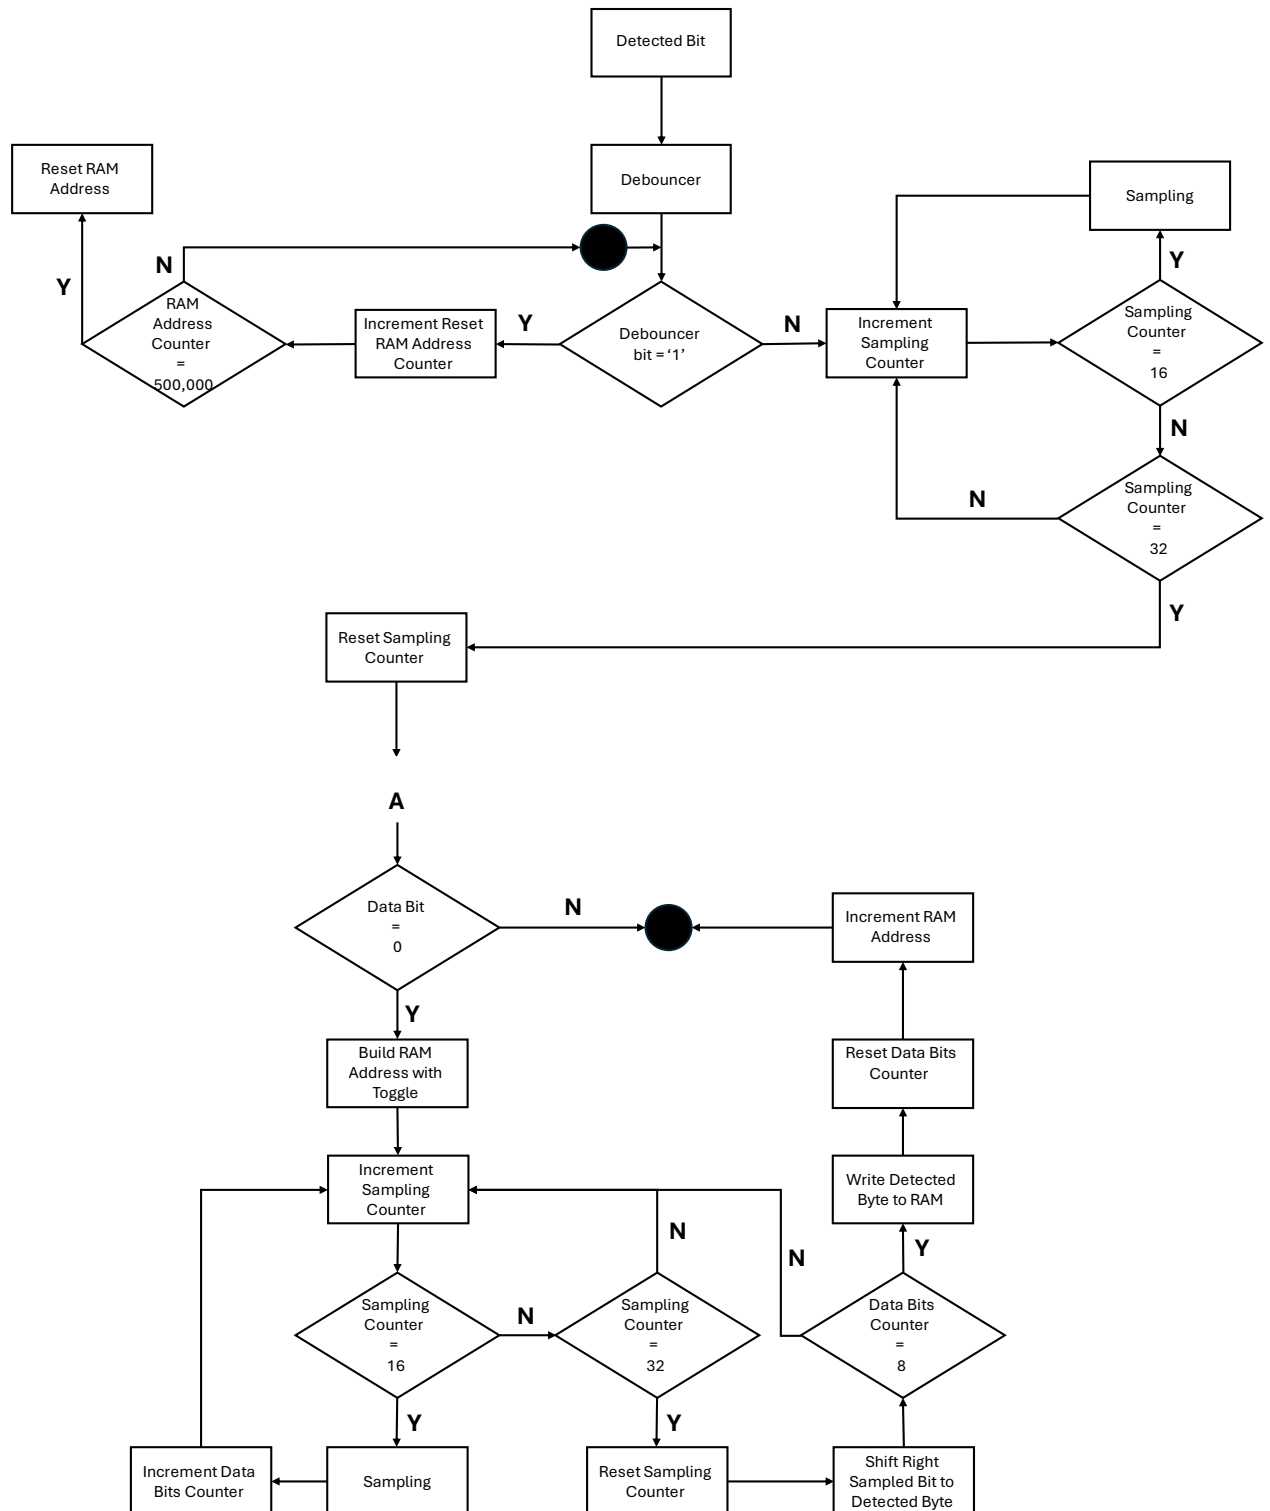 Detected Bit
Reset RAM
Address
Debouncer
Sampling
N
Y
Y
RAM
Address
Counter
=
500,000
Increment Reset
RAM Address
Counter
Y
Debouncer
bit = ‘1’
N
Increment
Sampling
Counter
Sampling
Counter
=
16
N
Sampling
Counter
=
32
N
Y
Reset Sampling
Counter
A
Data Bit
=
0
N
Increment RAM
Address
Y
Build RAM
Address with
Toggle
Reset Data Bits
Counter
Increment
Sampling
Counter
Write Detected
Byte to RAM
N
N
Y
Sampling
Counter
=
16
N
Sampling
Counter
=
32
Data Bits
Counter
=
8
Y
Y
Increment Data
Bits Counter
Sampling
Reset Sampling
Counter
Shift Right
Sampled Bit to
Detected Byte